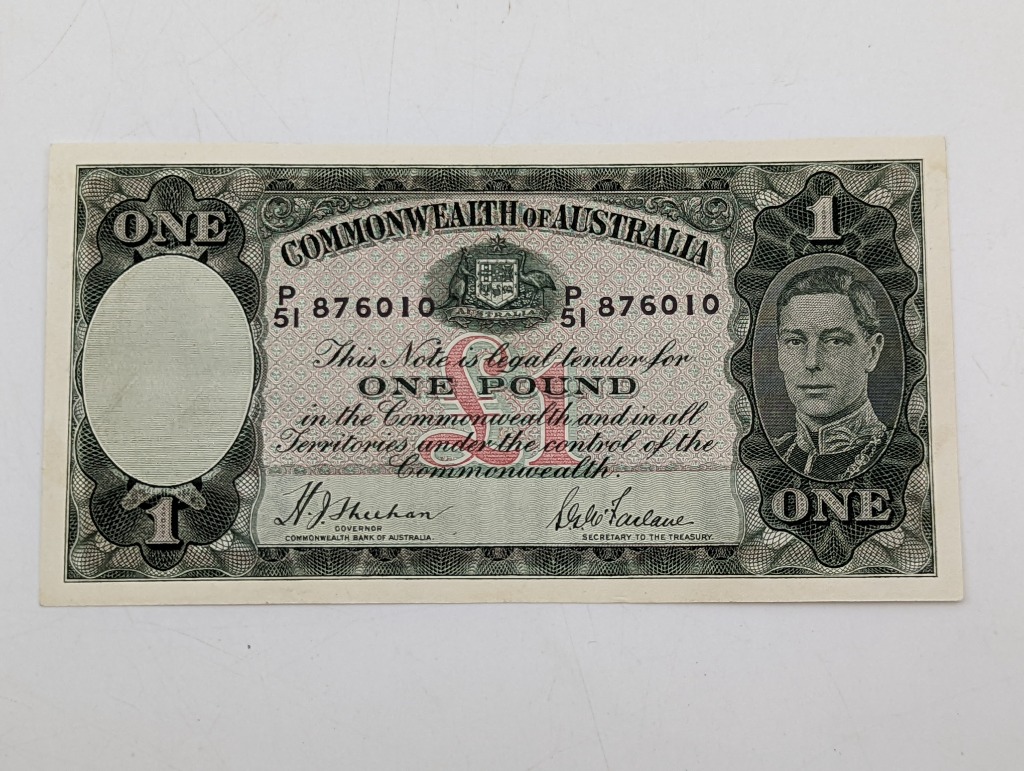 ONE
1
COMMONWEALTH OF AUSTRALIA
AUSTRALIA
P/51 876010
P/51 876010
This Note is legal tender for
ONE POUND
£1
in the Commonwealth and in all
Territories under the control of the
Commonwealth.
H.J. Sheehan
GOVERNOR
COMMONWEALTH BANK OF AUSTRALIA.
S.G. McFarlane
SECRETARY TO THE TREASURY.
1
ONE